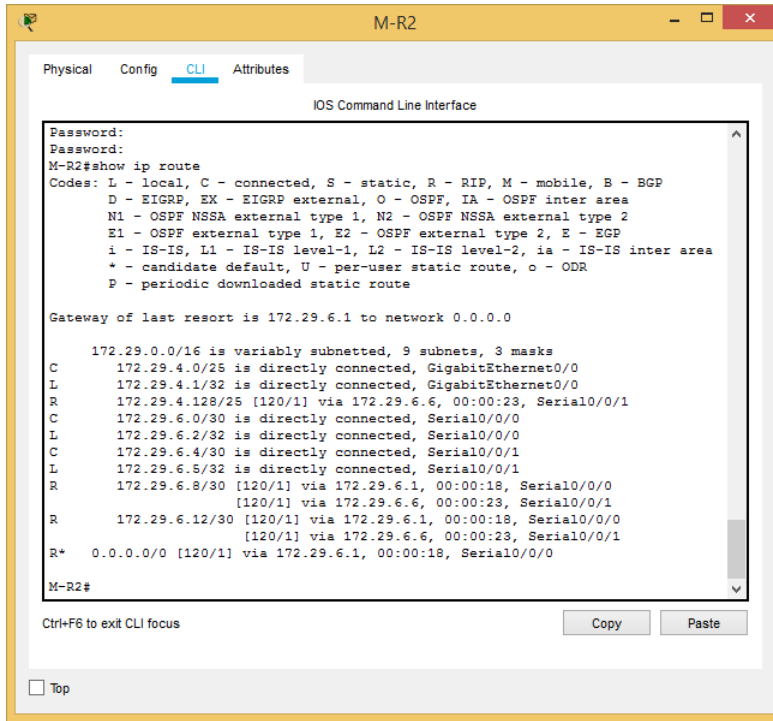 M-R2
Physical Config CLI Attributes
IOS Command Line Interface
Password:
Password:
M-R2#show ip route
Codes: L - local, C - connected, S - static, R - RIP, M - mobile, B - BGP
D - EIGRP, EX - EIGRP external, O - OSPF, IA - OSPF inter area
N1 - OSPF NSSA external type 1, N2 - OSPF NSSA external type 2
E1 - OSPF external type 1, E2 - OSPF external type 2, E - EGP
i - IS-IS, L1 - IS-IS level-1, L2 - IS-IS level-2, ia - IS-IS inter area
* - candidate default, U - per-user static route, o - ODR
P - periodic downloaded static route
Gateway of last resort is 172.29.6.1 to network 0.0.0.0
172.29.0.0/16 is variably subnetted, 9 subnets, 3 masks
C 172.29.4.0/25 is directly connected, GigabitEthernet0/0
L 172.29.4.1/32 is directly connected, GigabitEthernet0/0
R 172.29.4.128/25 [120/1] via 172.29.6.6, 00:00:23, Serial0/0/1
C 172.29.6.0/30 is directly connected, Serial0/0/0
L 172.29.6.2/32 is directly connected, Serial0/0/0
C 172.29.6.4/30 is directly connected, Serial0/0/1
L 172.29.6.5/32 is directly connected, Serial0/0/1
R 172.29.6.8/30 [120/1] via 172.29.6.1, 00:00:18, Serial0/0/0
[120/1] via 172.29.6.6, 00:00:23, Serial0/0/1
R 172.29.6.12/30 [120/1] via 172.29.6.1, 00:00:18, Serial0/0/0
[120/1] via 172.29.6.6, 00:00:23, Serial0/0/1
R* 0.0.0.0/0 [120/1] via 172.29.6.1, 00:00:18, Serial0/0/0
M-R2#
Ctrl+F6 to exit CLI focus
Copy Paste
Top